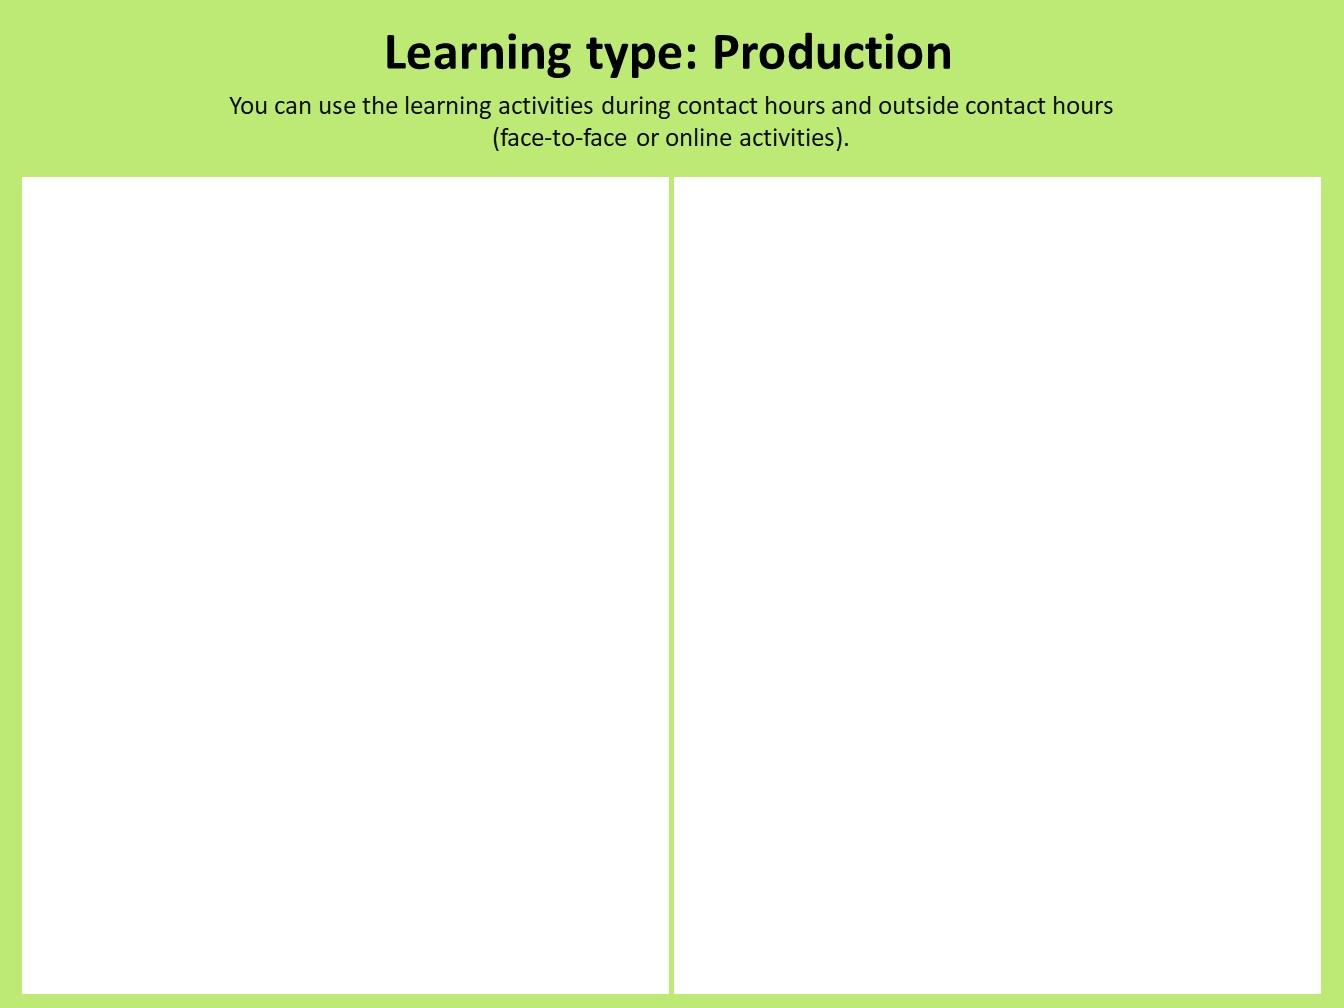 Learning type: Production
You can use the learning activities during contact hours and outside contact hours
(face-to-face or online activities).